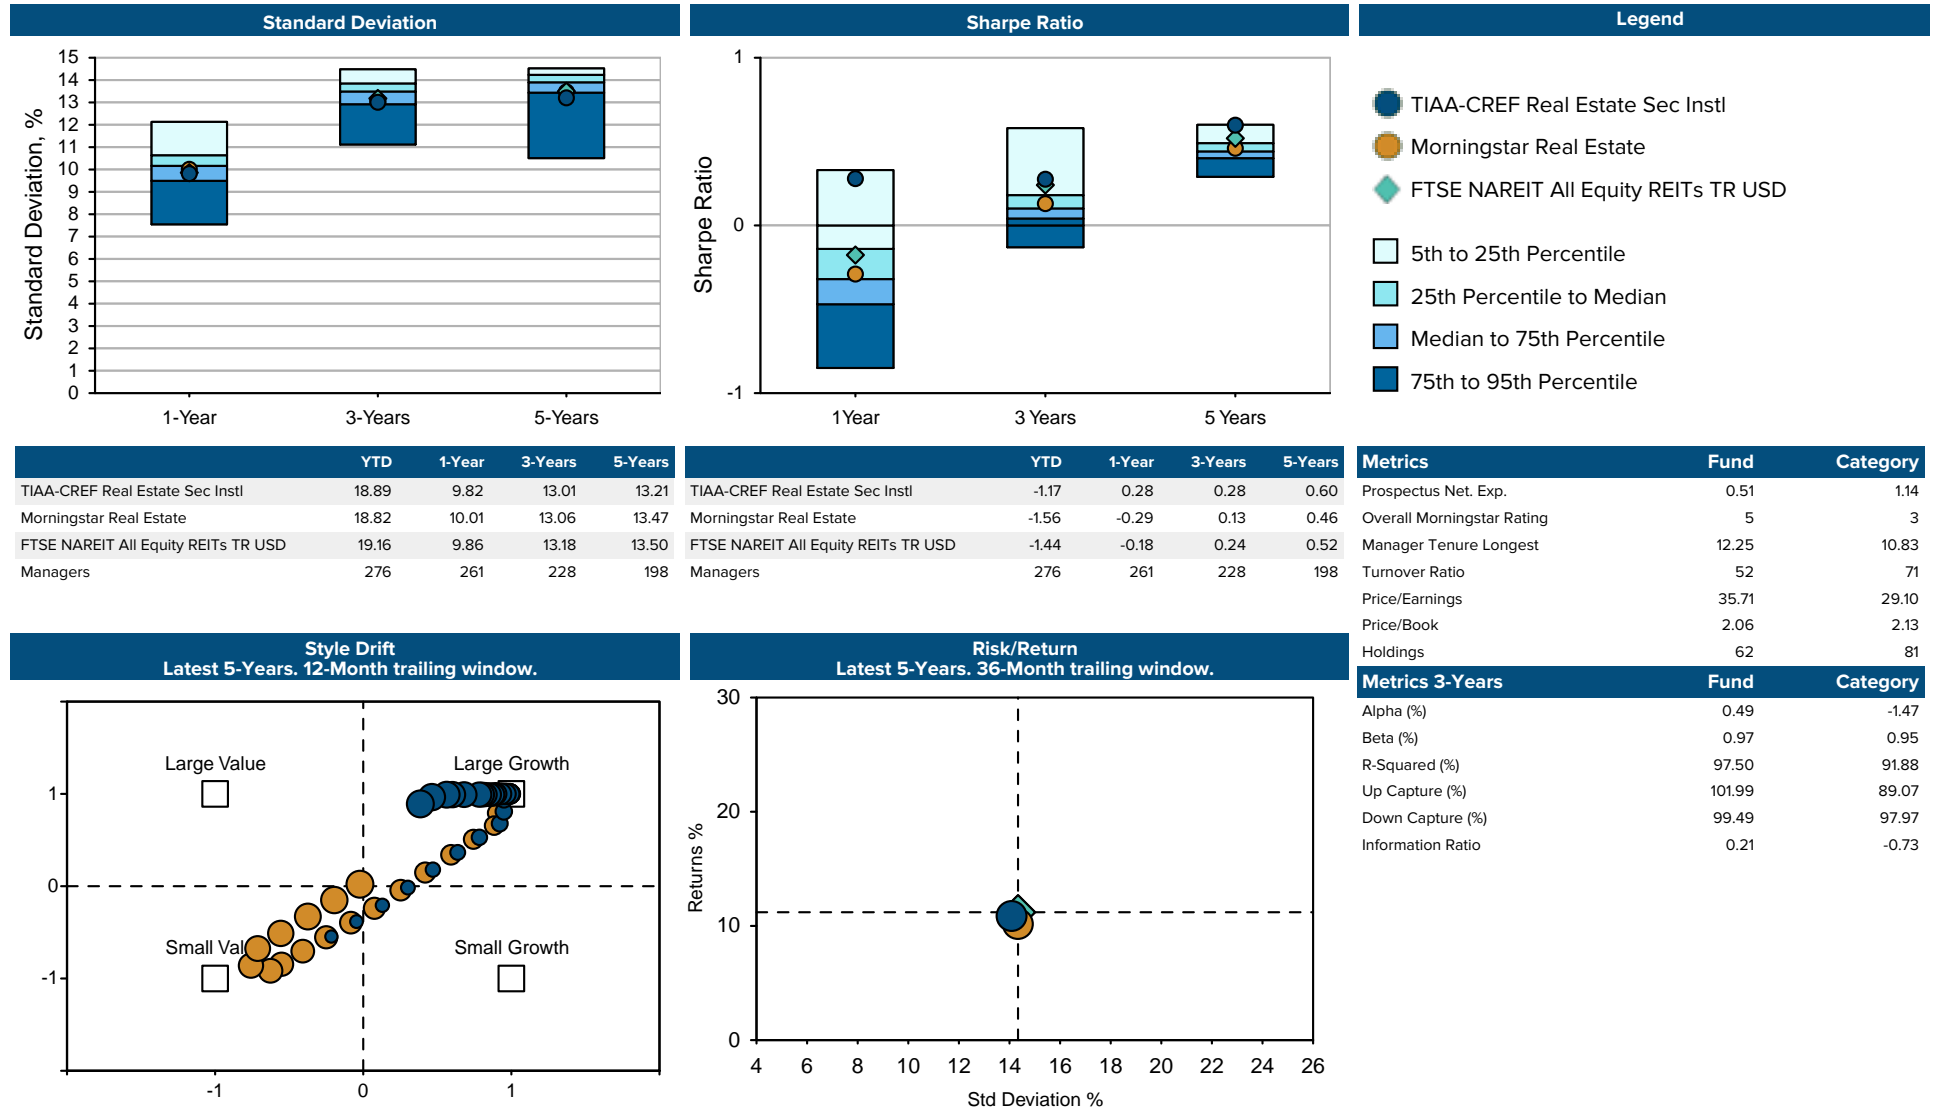 Standard Deviation
15
14
13
12
11
10
9
8
7
6
5
4
3
2
1
0
Standard Deviation, %
1-Year 3-Years 5-Years
Sharpe Ratio
1
0
-1
Sharpe Ratio
1Year 3 Years 5 Years
Legend
TIAA-CREF Real Estate Sec Instl
Morningstar Real Estate
FTSE NAREIT All Equity REITs TR USD
5th to 25th Percentile
25th Percentile to Median
Median to 75th Percentile
75th to 95th Percentile
YTD 1-Year 3-Years 5-Years
TIAA-CREF Real Estate Sec Instl 18.89 9.82 13.01 13.21
Morningstar Real Estate 18.82 10.01 13.06 13.47
FTSE NAREIT All Equity REITs TR USD 19.16 9.86 13.18 13.50
Managers 276 261 228 198
YTD 1-Year 3-Years 5-Years
TIAA-CREF Real Estate Sec Instl -1.17 0.28 0.28 0.60
Morningstar Real Estate -1.56 -0.29 0.13 0.46
FTSE NAREIT All Equity REITs TR USD -1.44 -0.18 0.24 0.52
Managers 276 261 228 198
Metrics Fund Category
Prospectus Net. Exp. 0.51 1.14
Overall Morningstar Rating 5 3
Manager Tenure Longest 12.25 10.83
Turnover Ratio 52 71
Price/Earnings 35.71 29.10
Price/Book 2.06 2.13
Holdings 62 81
Metrics 3-Years Fund Category
Alpha (%) 0.49 -1.47
Beta (%) 0.97 0.95
R-Squared (%) 97.50 91.88
Up Capture (%) 101.99 89.07
Down Capture (%) 99.49 97.97
Information Ratio 0.21 -0.73
Style Drift
Latest 5-Years. 12-Month trailing window.
Large Value Large Growth
1
0
Small Val Small Growth
-1
-1 0 1
Risk/Return
Latest 5-Years. 36-Month trailing window.
30
20
10
0
Returns %
4 6 8 10 12 14 16 18 20 22 24 26
Std Deviation %